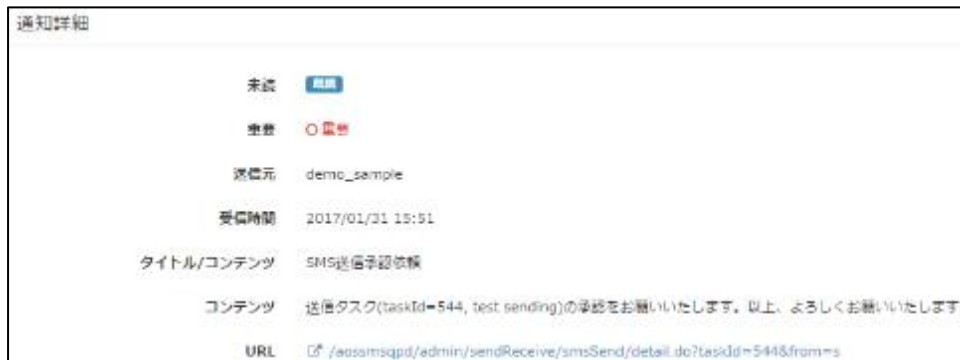 通知詳細
未読 既読
重要 重要
送信元 demo_sample
受信時間 2017/01/31 15:51
タイトル/コンテンツ SMS送信承認依頼
コンテンツ 送信タスク(taskId=544, test sending)の承認をお願いいたします。以上、よろしくお願いいたします
URL /aossmsqpd/admin/sendReceive/smsSend/detail.do?taskId=544&from=s